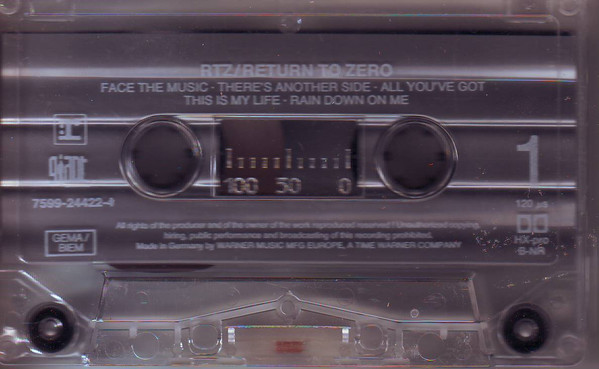 RTZ/RETURN TO ZERO
FACE THE MUSIC · THERE'S ANOTHER SIDE · ALL YOU'VE GOT
THIS IS MY LIFE · RAIN DOWN ON ME
1
100 50 0
7599-24422-4
120 µs
HX-pro
B-NR
GEMA/
BIEM
All rights of the producer and of the owner of the work reproduced reserved! Unauthorized copying,
hiring, public performance and broadcasting of this recording prohibited.
Made in Germany by WARNER MUSIC MFG EUROPE, A TIME WARNER COMPANY